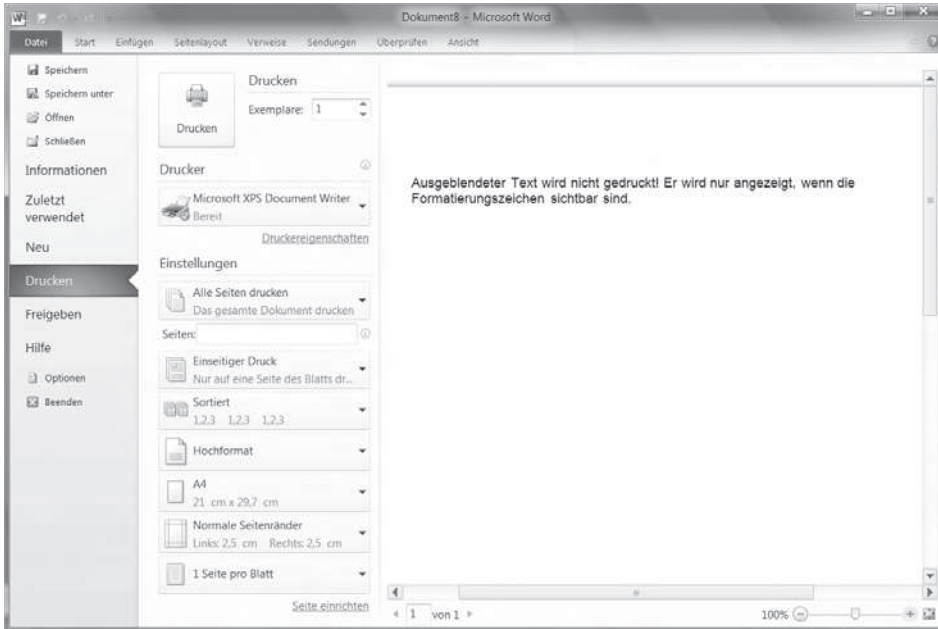 Dokument8 - Microsoft Word
Datei Start Einfügen Seitenlayout Verweise Sendungen Überprüfen Ansicht
Speichern
Speichern unter
Öffnen
Schließen
Informationen
Zuletzt
verwendet
Neu
Drucken
Freigeben
Hilfe
Optionen
Beenden
Drucken
Drucken
Exemplare: 1
Drucker
Microsoft XPS Document Writer
Bereit
Druckereigenschaften
Einstellungen
Alle Seiten drucken
Das gesamte Dokument drucken
Seiten:
Einseitiger Druck
Nur auf eine Seite des Blatts dr...
Sortiert
1,2,3 1,2,3 1,2,3
Hochformat
A4
21 cm x 29,7 cm
Normale Seitenränder
Links: 2,5 cm Rechts: 2,5 cm
1 Seite pro Blatt
Seite einrichten
Ausgeblendeter Text wird nicht gedruckt! Er wird nur angezeigt, wenn die
Formatierungszeichen sichtbar sind.
1 von 1
100%